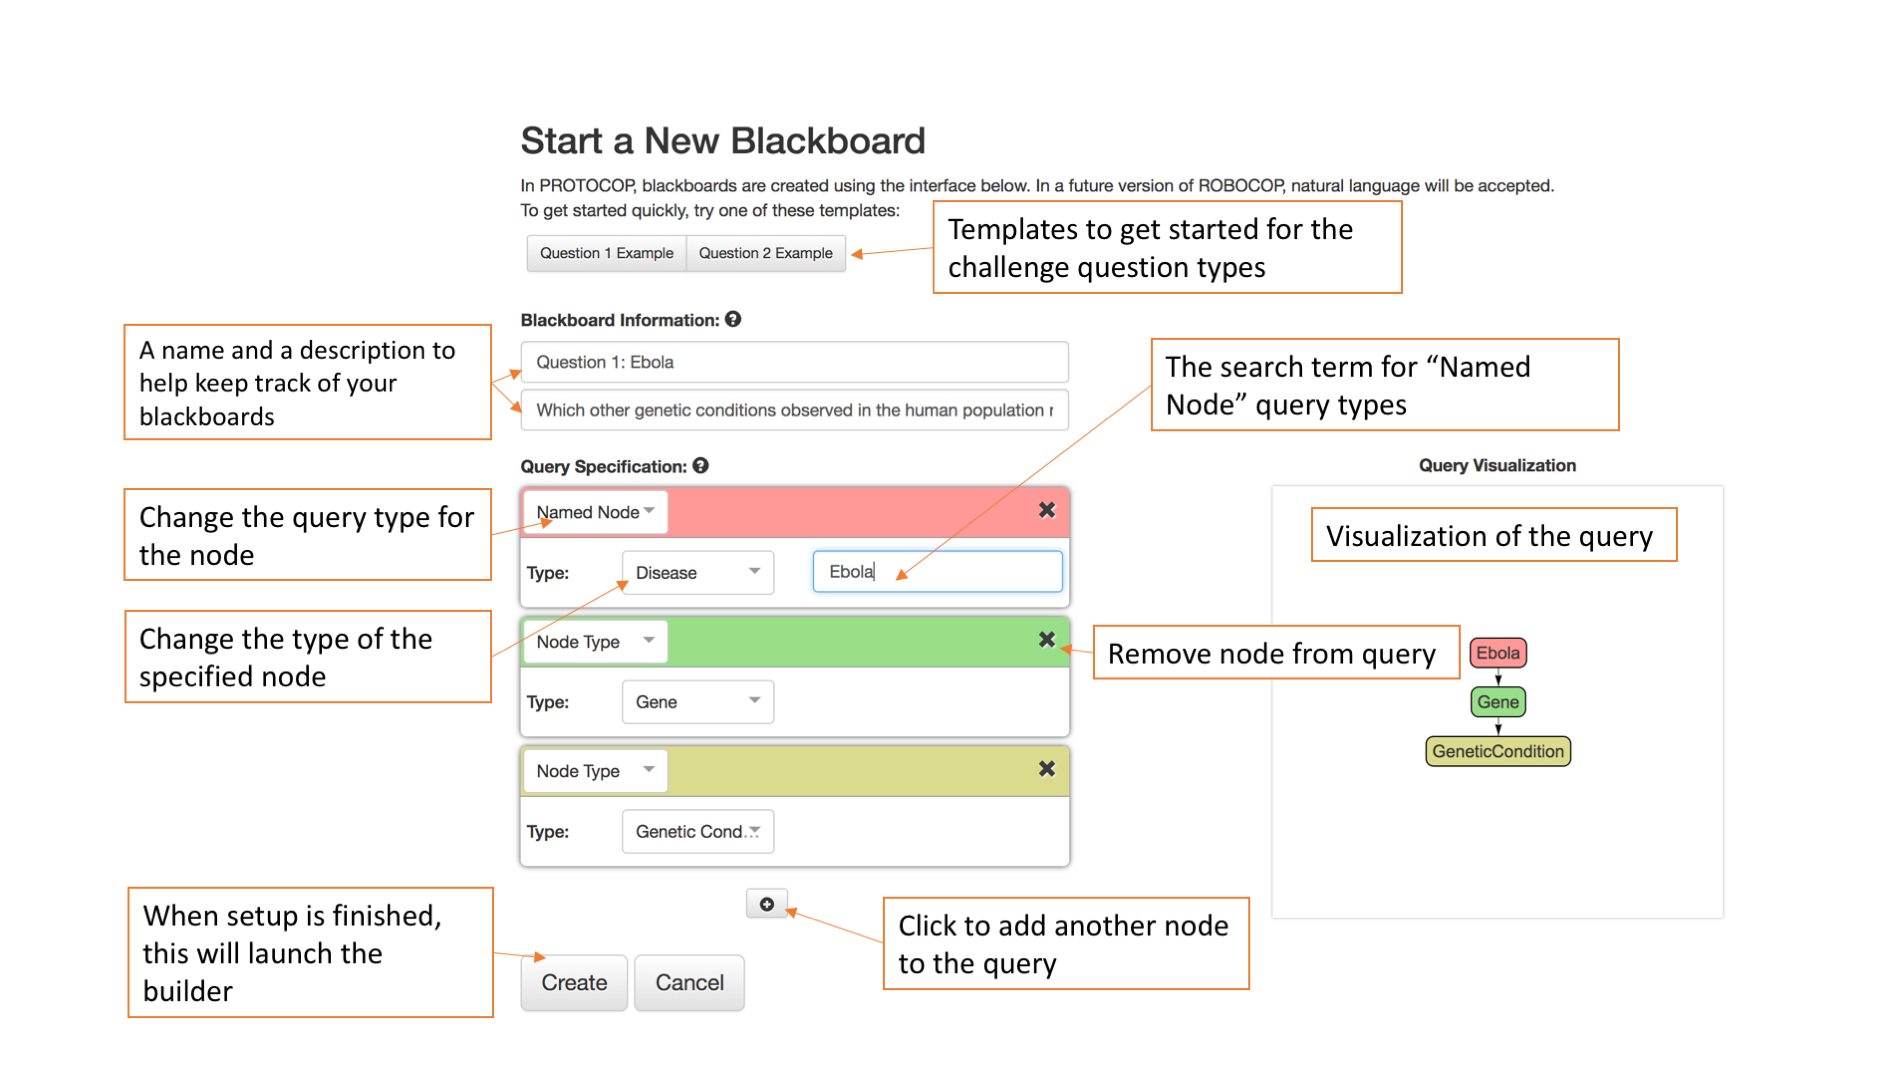 Start a New Blackboard
In PROTOCOP, blackboards are created using the interface below. In a future version of ROBOCOP, natural language will be accepted.
To get started quickly, try one of these templates:
Question 1 Example
Question 2 Example
Templates to get started for the
challenge question types
Blackboard Information:
A name and a description to
help keep track of your
blackboards
Question 1: Ebola
Which other genetic conditions observed in the human population r
The search term for “Named
Node” query types
Query Specification:
Query Visualization
Change the query type for
the node
Named Node
Visualization of the query
Type:
Disease
Ebola
Change the type of the
specified node
Node Type
Remove node from query
Ebola
Type:
Gene
Gene
GeneticCondition
Node Type
Type:
Genetic Cond...
When setup is finished,
this will launch the
builder
Click to add another node
to the query
Create
Cancel